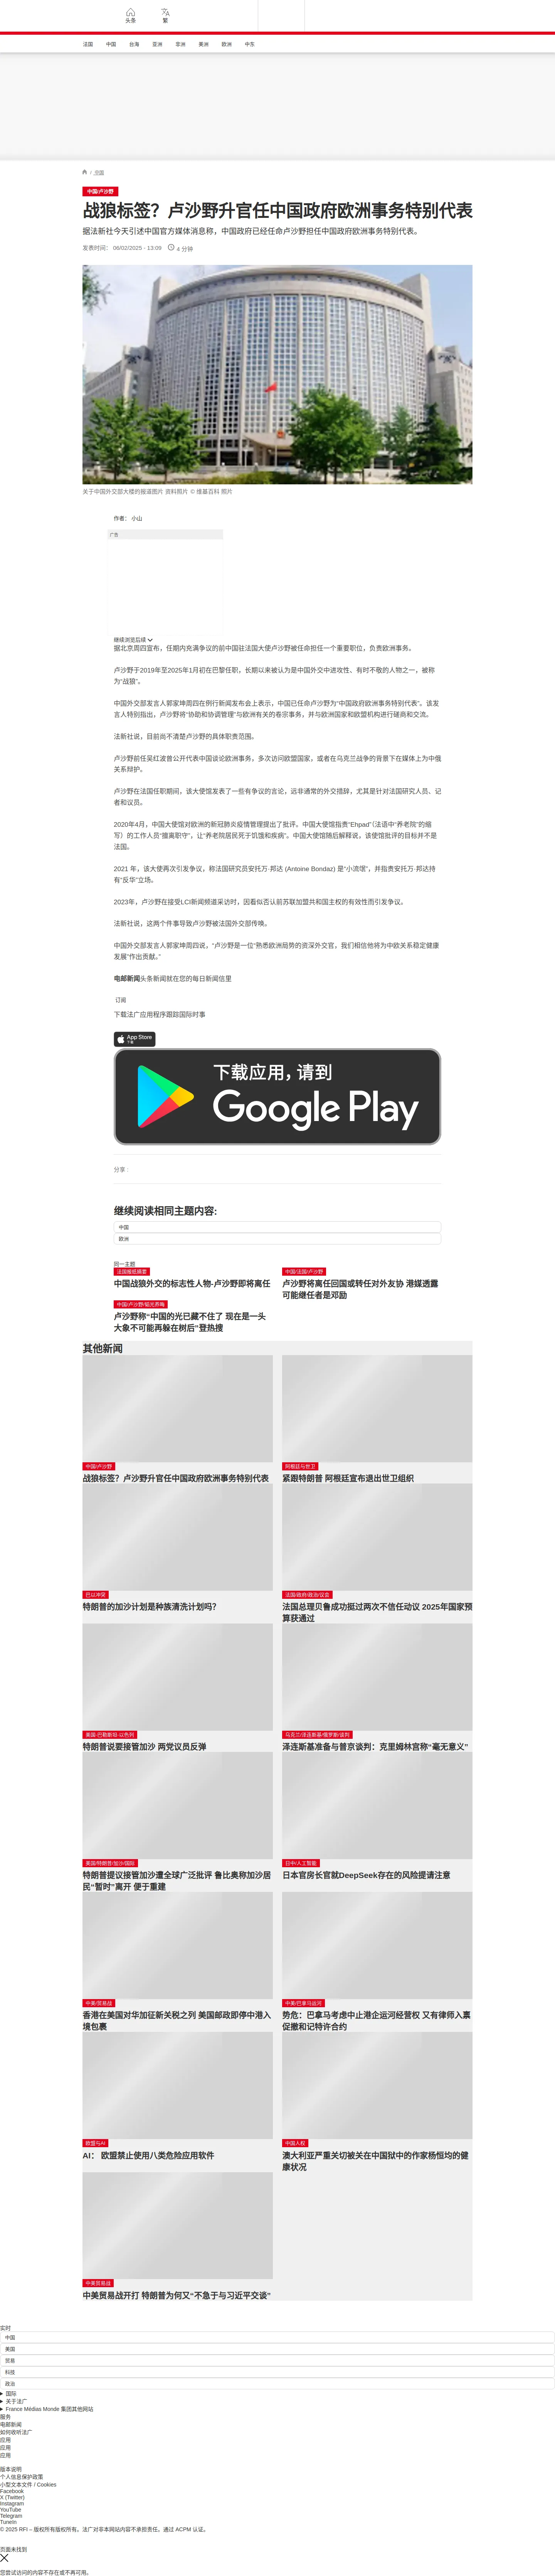 头条
繁
法国
中国
台海
亚洲
非洲
美洲
欧洲
中东
/ 中国
中国/卢沙野
战狼标签？卢沙野升官任中国政府欧洲事务特别代表
据法新社今天引述中国官方媒体消息称，中国政府已经任命卢沙野担任中国政府欧洲事务特别代表。
发表时间： 06/02/2025 - 13:09
4 分钟
关于中国外交部大楼的报道图片 资料照片 © 维基百科 照片
作者： 小山
广告
继续浏览后续
据北京周四宣布，任期内充满争议的前中国驻法国大使卢沙野被任命担任一个重要职位，负责欧洲事务。
卢沙野于2019年至2025年1月初在巴黎任职，长期以来被认为是中国外交中进攻性、有时不敬的人物之一，被称
为“战狼”。
中国外交部发言人郭家坤周四在例行新闻发布会上表示，中国已任命卢沙野为“中国政府欧洲事务特别代表”。该发
言人特别指出，卢沙野将“协助和协调管理”与欧洲有关的卷宗事务，并与欧洲国家和欧盟机构进行磋商和交流。
法新社说，目前尚不清楚卢沙野的具体职责范围。
卢沙野前任吴红波曾公开代表中国谈论欧洲事务，多次访问欧盟国家，或者在乌克兰战争的背景下在媒体上为中俄
关系辩护。
卢沙野在法国任职期间，该大使馆发表了一些有争议的言论，远非通常的外交措辞，尤其是针对法国研究人员、记
者和议员。
2020年4月，中国大使馆对欧洲的新冠肺炎疫情管理提出了批评。中国大使馆指责“Ehpad”（法语中“养老院”的缩
写）的工作人员“擅离职守”，让“养老院居民死于饥饿和疾病”。中国大使馆随后解释说，该使馆批评的目标并不是
法国。
2021 年，该大使再次引发争议，称法国研究员安托万·邦达 (Antoine Bondaz) 是“小流氓”，并指责安托万·邦达持
有“反华”立场。
2023年，卢沙野在接受LCI新闻频道采访时，因看似否认前苏联加盟共和国主权的有效性而引发争议。
法新社说，这两个件事导致卢沙野被法国外交部传唤。
中国外交部发言人郭家坤周四说，“卢沙野是一位“熟悉欧洲局势的资深外交官，我们相信他将为中欧关系稳定健康
发展”作出贡献。”
电邮新闻头条新闻就在您的每日新闻信里
订阅
下载法广应用程序跟踪国际时事
App Store
下载
下载应用，请到
Google Play
分享 :
继续阅读相同主题内容:
中国
欧洲
同一主题
法国报纸摘要
中国战狼外交的标志性人物-卢沙野即将离任
中国/法国/卢沙野
卢沙野将离任回国或转任对外友协 港媒透露
可能继任者是邓励
中国/卢沙野/狐光界梅
卢沙野称“中国的光已藏不住了 现在是一头
大象不可能再躲在树后”登热搜
其他新闻
中国/卢沙野
战狼标签？卢沙野升官任中国政府欧洲事务特别代表
阿根廷与世卫
紧跟特朗普 阿根廷宣布退出世卫组织
巴以冲突
特朗普的加沙计划是种族清洗计划吗？
法国/政府/政治/议会
法国总理贝鲁成功挺过两次不信任动议 2025年国家预
算获通过
美国-巴勒斯坦-以色列
特朗普说要接管加沙 两党议员反弹
乌克兰/泽连斯基/俄罗斯/谈判
泽连斯基准备与普京谈判：克里姆林宫称“毫无意义”
美国/特朗普/加沙/国际
特朗普提议接管加沙遭全球广泛批评 鲁比奥称加沙居
民“暂时”离开 便于重建
日中/人工智能
日本官房长官就DeepSeek存在的风险提请注意
中美/贸易战
香港在美国对华加征新关税之列 美国邮政即停中港入
境包裹
中美/巴拿马运河
势危：巴拿马考虑中止港企运河经营权 又有律师入禀
促撤和记特许合约
欧盟与AI
AI： 欧盟禁止使用八类危险应用软件
中国人权
澳大利亚严重关切被关在中国狱中的作家杨恒均的健
康状况
中美贸易战
中美贸易战开打 特朗普为何又“不急于与习近平交谈”
实时
中国
美国
贸易
科技
政治
国际
关于法广
France Médias Monde 集团其他网站
服务
电邮新闻
如何收听法广
应用
应用
应用
版本说明
个人信息保护政策
小型文本文件 / Cookies
Facebook
X (Twitter)
Instagram
YouTube
Telegram
TuneIn
© 2025 RFI – 版权所有版权所有。法广对非本网站内容不承担责任。通过 ACPM 认证。
页面未找到
您尝试访问的内容不存在或不再可用。